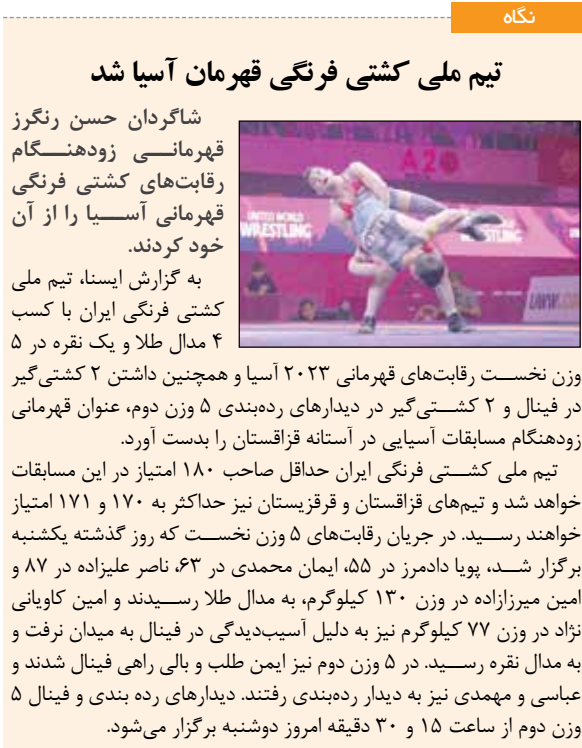 نگاه
تیم ملی کشتی فرنگی قهرمان آسیا شد
شاگردان حسن رنگرز
قهرمانی زودهنگام
رقابت‌های کشتی فرنگی
قهرمانی آسیا را از آن
خود کردند.
A 20
UNITED WORLD
WRESTLING
UWW
به گزارش ایسنا، تیم ملی
کشتی فرنگی ایران با کسب
۴ مدال طلا و یک نقره در ۵
وزن نخست رقابت‌های قهرمانی ۲۰۲۳ آسیا و همچنین داشتن ۲ کشتی‌گیر
در فینال و ۲ کشتی‌گیر در دیدارهای رده‌بندی ۵ وزن دوم، عنوان قهرمانی
زودهنگام مسابقات آسیایی در آستانه قزاقستان را بدست آورد.
تیم ملی کشتی فرنگی ایران حداقل صاحب ۱۸۰ امتیاز در این مسابقات
خواهد شد و تیم‌های قزاقستان و قرقزیستان نیز حداکثر به ۱۷۰ و ۱۷۱ امتیاز
خواهند رسید. در جریان رقابت‌های ۵ وزن نخست که روز گذشته یکشنبه
برگزار شد، پویا دادمرز در ۵۵، ایمان محمدی در ۶۳، ناصر علیزاده در ۸۷ و
امین میرزازاده در وزن ۱۳۰ کیلوگرم، به مدال طلا رسیدند و امین کاویانی
نژاد در وزن ۷۷ کیلوگرم نیز به دلیل آسیب‌دیدگی در فینال به میدان نرفت و
به مدال نقره رسید. در ۵ وزن دوم نیز ایمن طلب و بالی راهی فینال شدند و
عباسی و مهمدی نیز به دیدار رده‌بندی رفتند. دیدارهای رده بندی و فینال ۵
وزن دوم از ساعت ۱۵ و ۳۰ دقیقه امروز دوشنبه برگزار می‌شود.